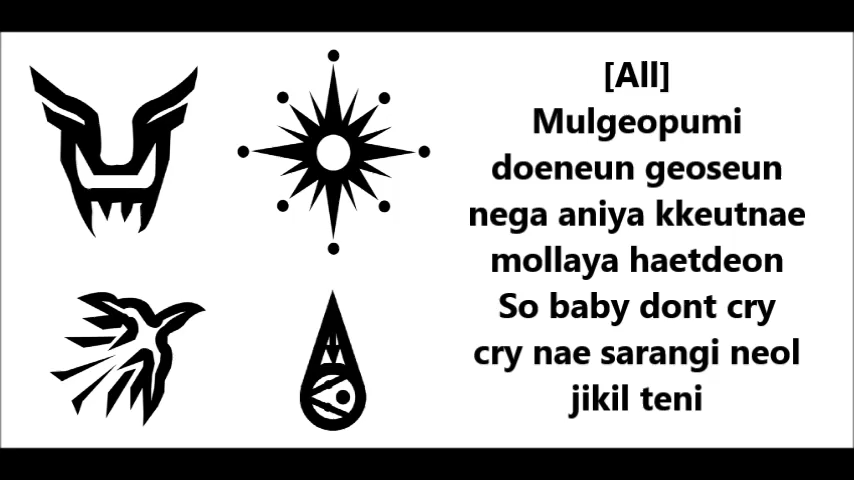 [All]
Mulgeopumi
doeneun geoseun
nega aniya kkeutnae
mollaya haetdeon
So baby dont cry
cry nae sarangi neol
jikil teni